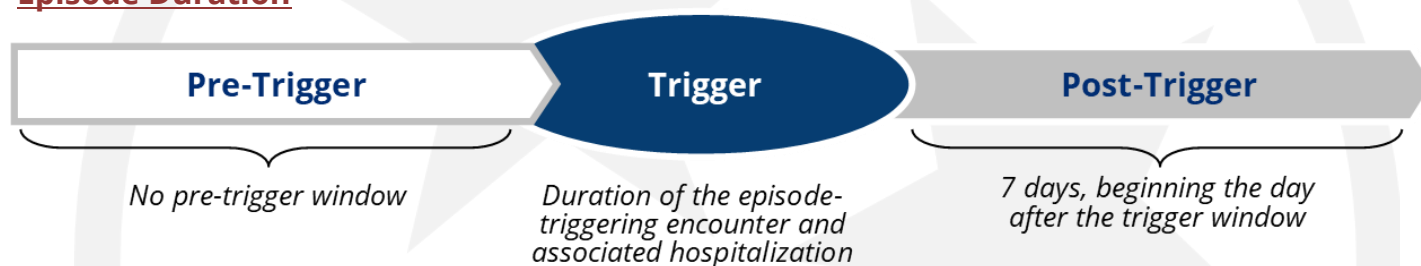 Episode Duration
Pre-Trigger
Trigger
Post-Trigger
No pre-trigger window
Duration of the episode-
triggering encounter and
associated hospitalization
7 days, beginning the day
after the trigger window